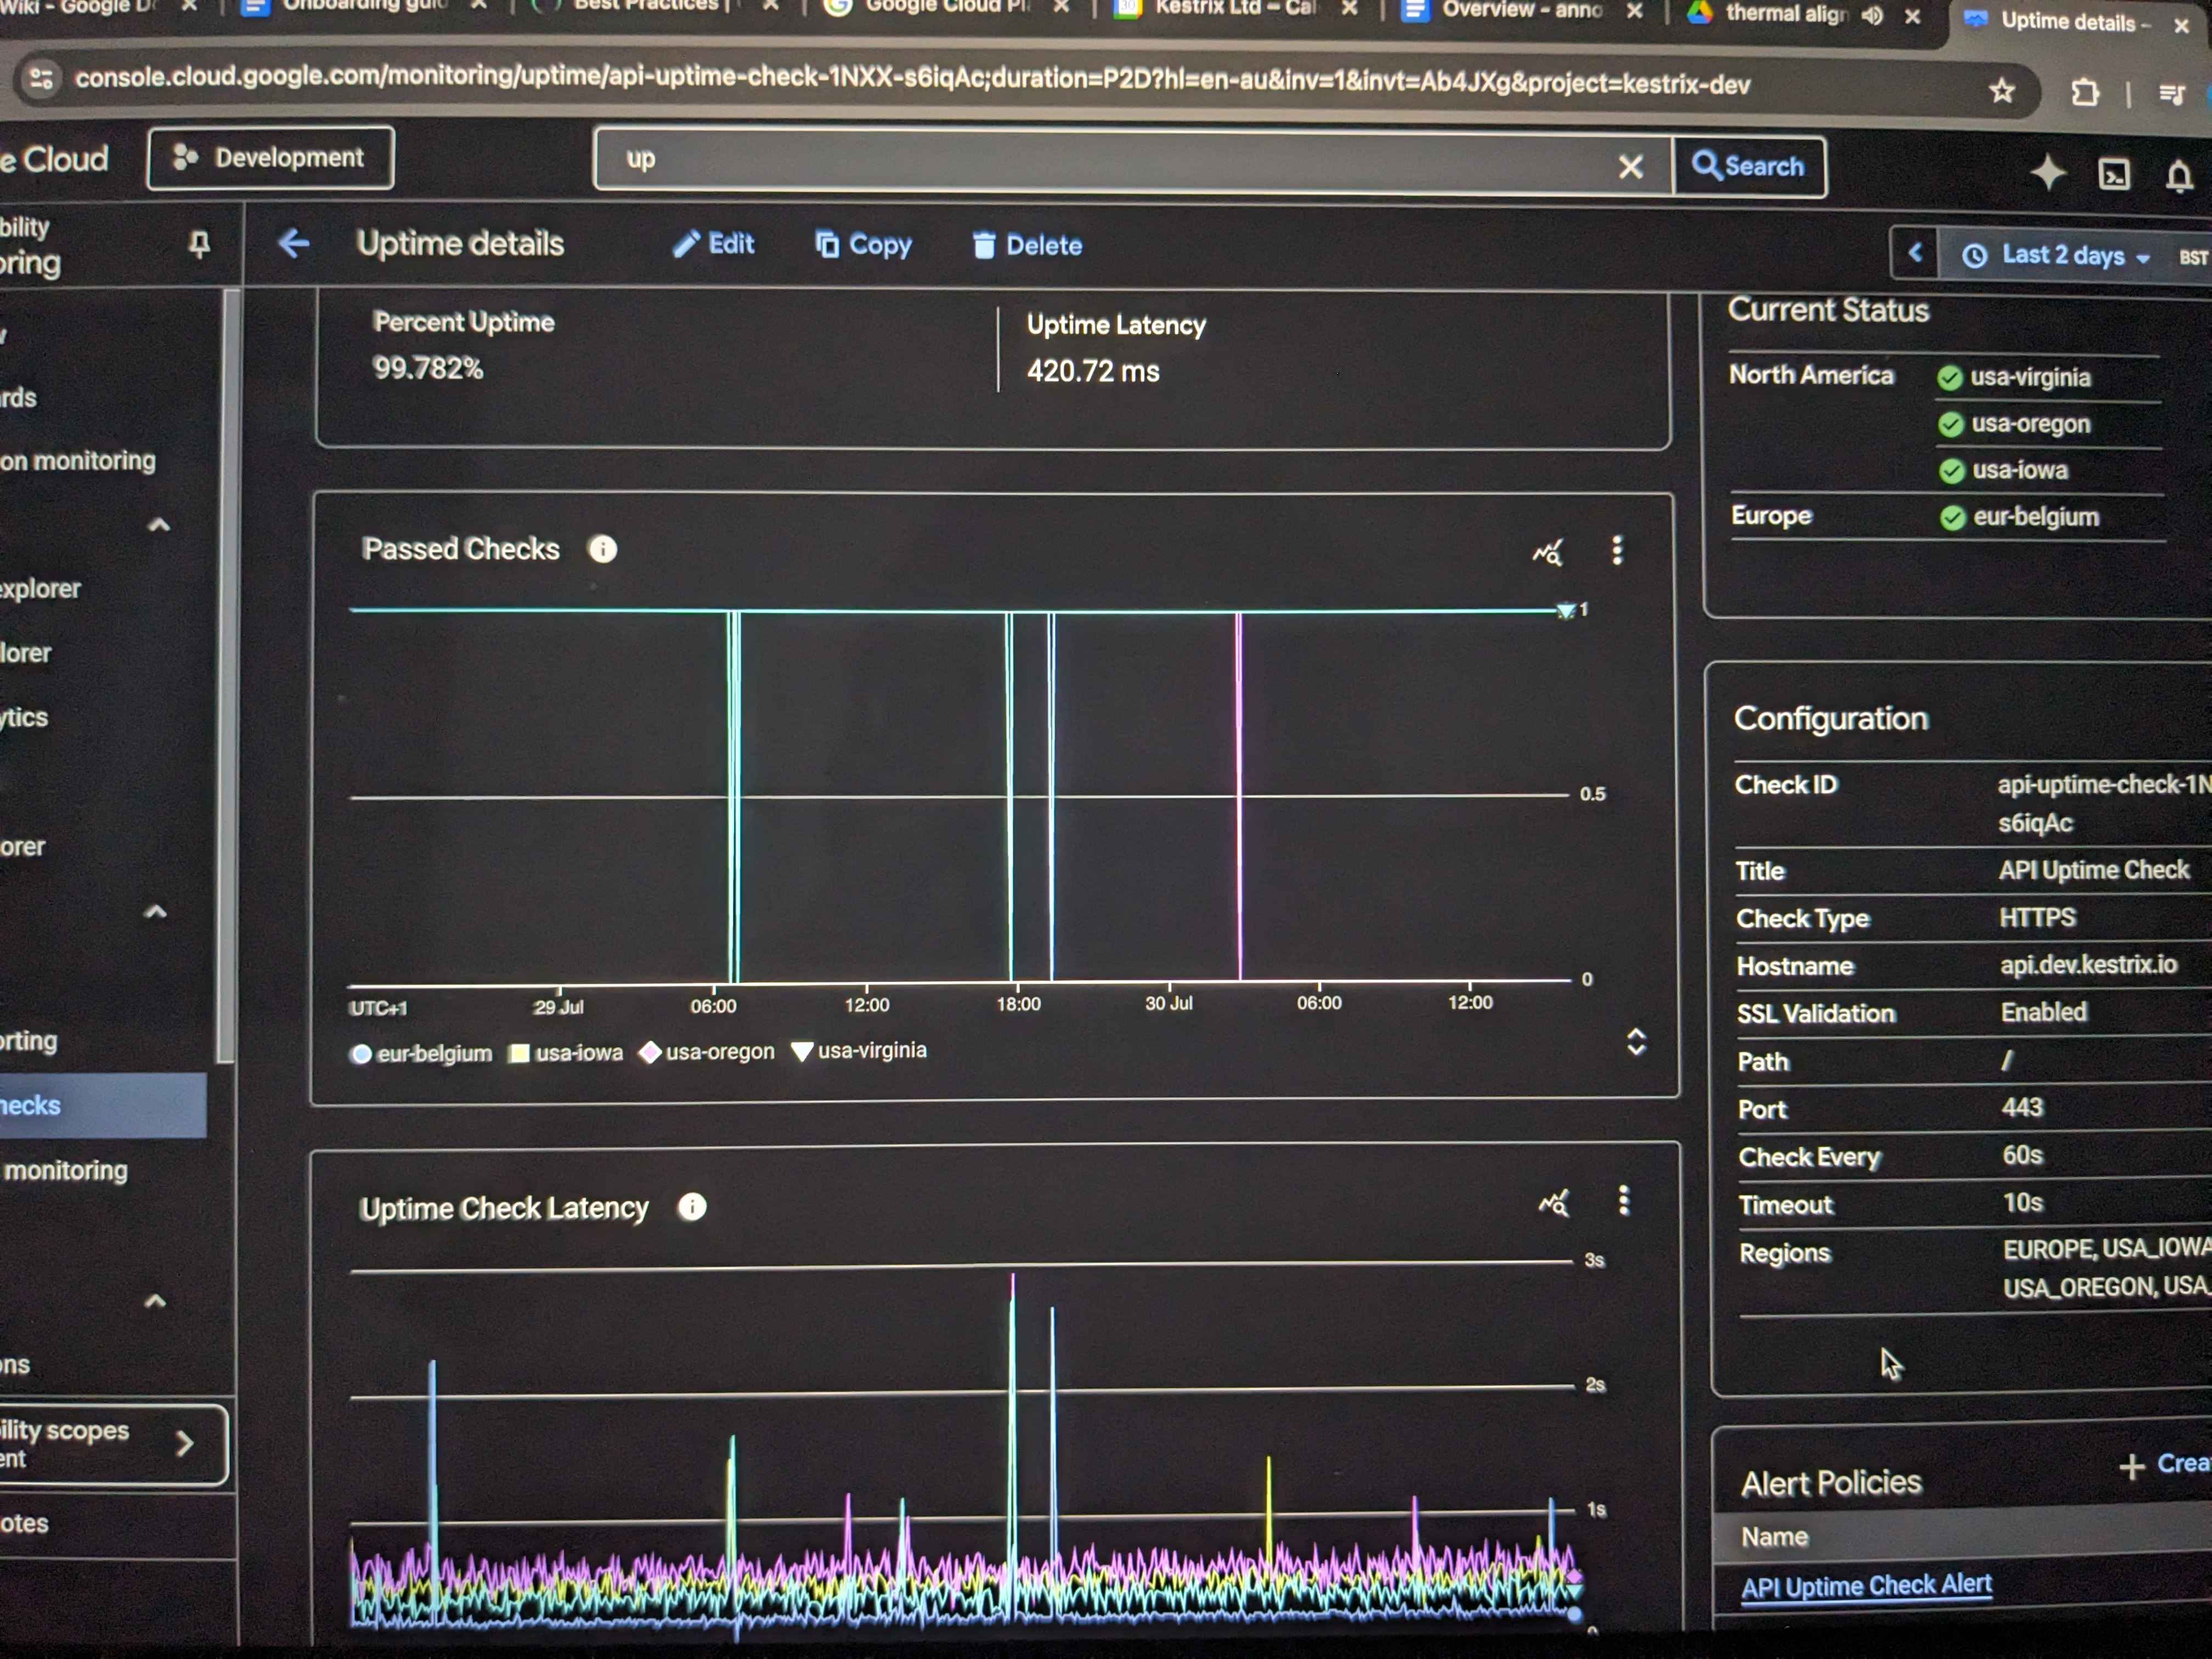 Wiki - Google D
Onboarding guid
Best Practices |
Google Cloud Pl
Kestrix Ltd - Cal
Overview - anno
thermal align
Uptime details -
console.cloud.google.com/monitoring/uptime/api-uptime-check-1NXX-s6iqAc;duration=P2D?hl=en-au&inv=1&invt=Ab4JXg&project=kestrix-dev
e Cloud
Development
up
Search
bility
oring
Uptime details
Edit
Copy
Delete
Last 2 days
BST
rds
on monitoring
explorer
lorer
ytics
orer
orting
hecks
monitoring
ons
ility scopes
ent
otes
Percent Uptime
99.782%
Uptime Latency
420.72 ms
Passed Checks
1
0.5
0
UTC+1
29 Jul
06:00
12:00
18:00
30 Jul
06:00
12:00
eur-belgium
usa-iowa
usa-oregon
usa-virginia
Uptime Check Latency
3s
2s
1s
Current Status
North America
usa-virginia
usa-oregon
usa-iowa
Europe
eur-belgium
Configuration
Check ID
api-uptime-check-1N
s6iqAc
Title
API Uptime Check
Check Type
HTTPS
Hostname
api.dev.kestrix.io
SSL Validation
Enabled
Path
/
Port
443
Check Every
60s
Timeout
10s
Regions
EUROPE, USA_IOWA
USA_OREGON, USA_
Alert Policies
+ Crea
Name
API Uptime Check Alert